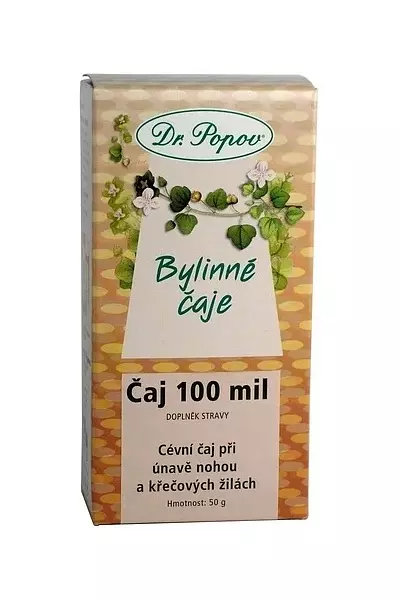 Dr. Popov®
Bylinné
čaje
Čaj 100 mil
DOPLNĚK STRAVY
Cévní čaj při
únavě nohou
a křečových žilách
Hmotnost: 50 g